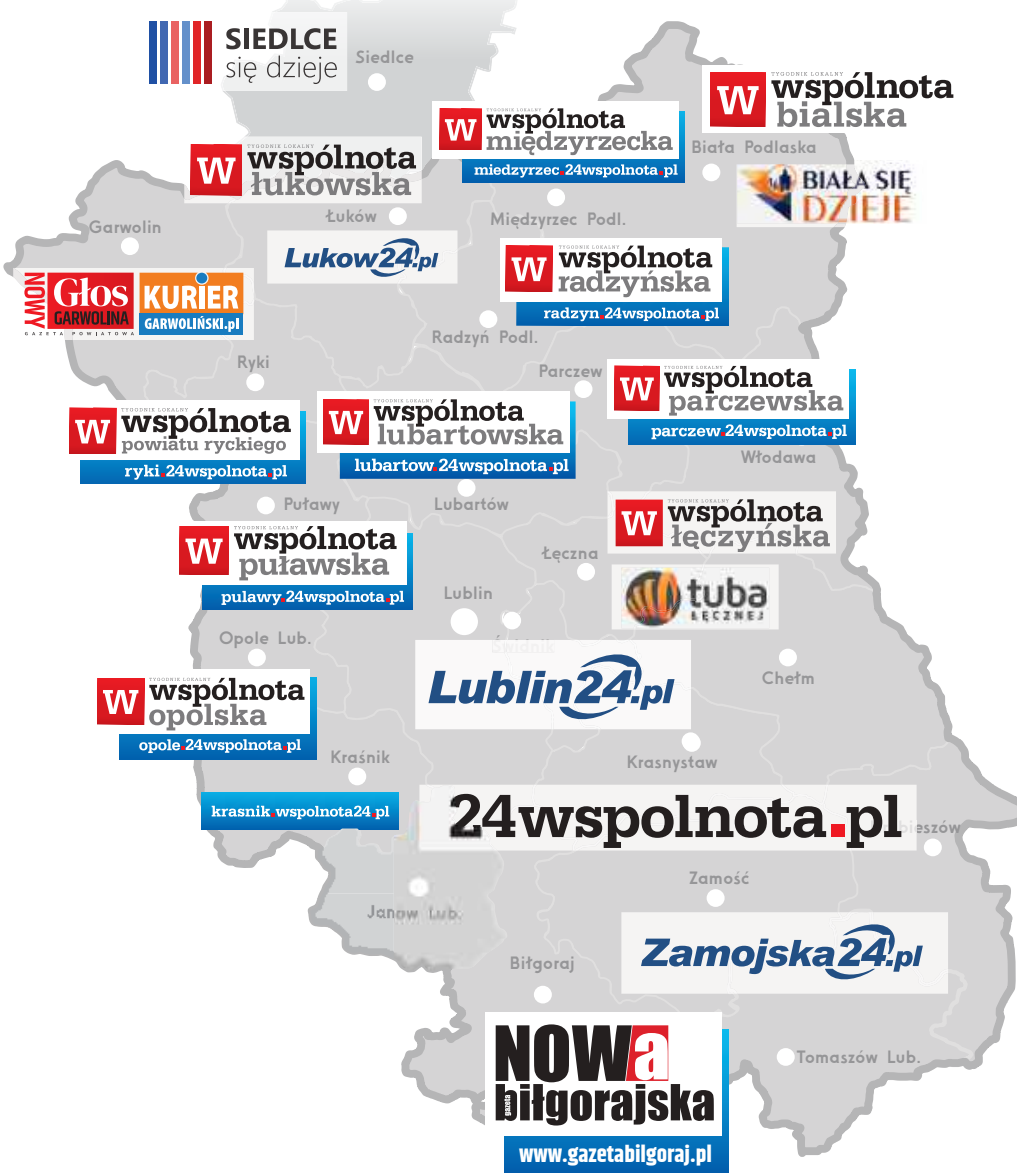 SIEDLCE
się dzieje
Siedlce
TYGODNIK LOKALNY
W wspólnota
bialska
TYGODNIK LOKALNY
W wspólnota
międzyrzecka
miedzyrzec.24wspolnota.pl
Biała Podlaska
TYGODNIK LOKALNY
W wspólnota
łukowska
BIAŁA SIĘ
DZIEJE
Łuków
Międzyrzec Podl.
Garwolin
Lukow24.pl
TYGODNIK LOKALNY
W wspólnota
radzyńska
radzyn.24wspolnota.pl
NOWY
Głos
GARWOLINA
GAZETA POWIATOWA
KURIER
GARWOLIŃSKI.pl
Radzyń Podl.
Ryki
Parczew
TYGODNIK LOKALNY
W wspólnota
parczewska
parczew.24wspolnota.pl
TYGODNIK LOKALNY
W wspólnota
powiatu ryckiego
ryki.24wspolnota.pl
TYGODNIK LOKALNY
W wspólnota
lubartowska
lubartow.24wspolnota.pl
Włodawa
Puławy
Lubartów
TYGODNIK LOKALNY
W wspólnota
łęczyńska
TYGODNIK LOKALNY
W wspólnota
puławska
pulawy.24wspolnota.pl
Łęczna
tuba
ŁĘCZNEJ
Lublin
Opole Lub.
Świdnik
Lublin24.pl
Chełm
TYGODNIK LOKALNY
W wspólnota
opolska
opole.24wspolnota.pl
Kraśnik
Krasnystaw
krasnik.wspolnota24.pl
24wspolnota.pl
bieszów
Zamość
Janow Lub.
Zamojska24.pl
Biłgoraj
NOWa
gazeta
biłgorajska
www.gazetabilgoraj.pl
Tomaszów Lub.